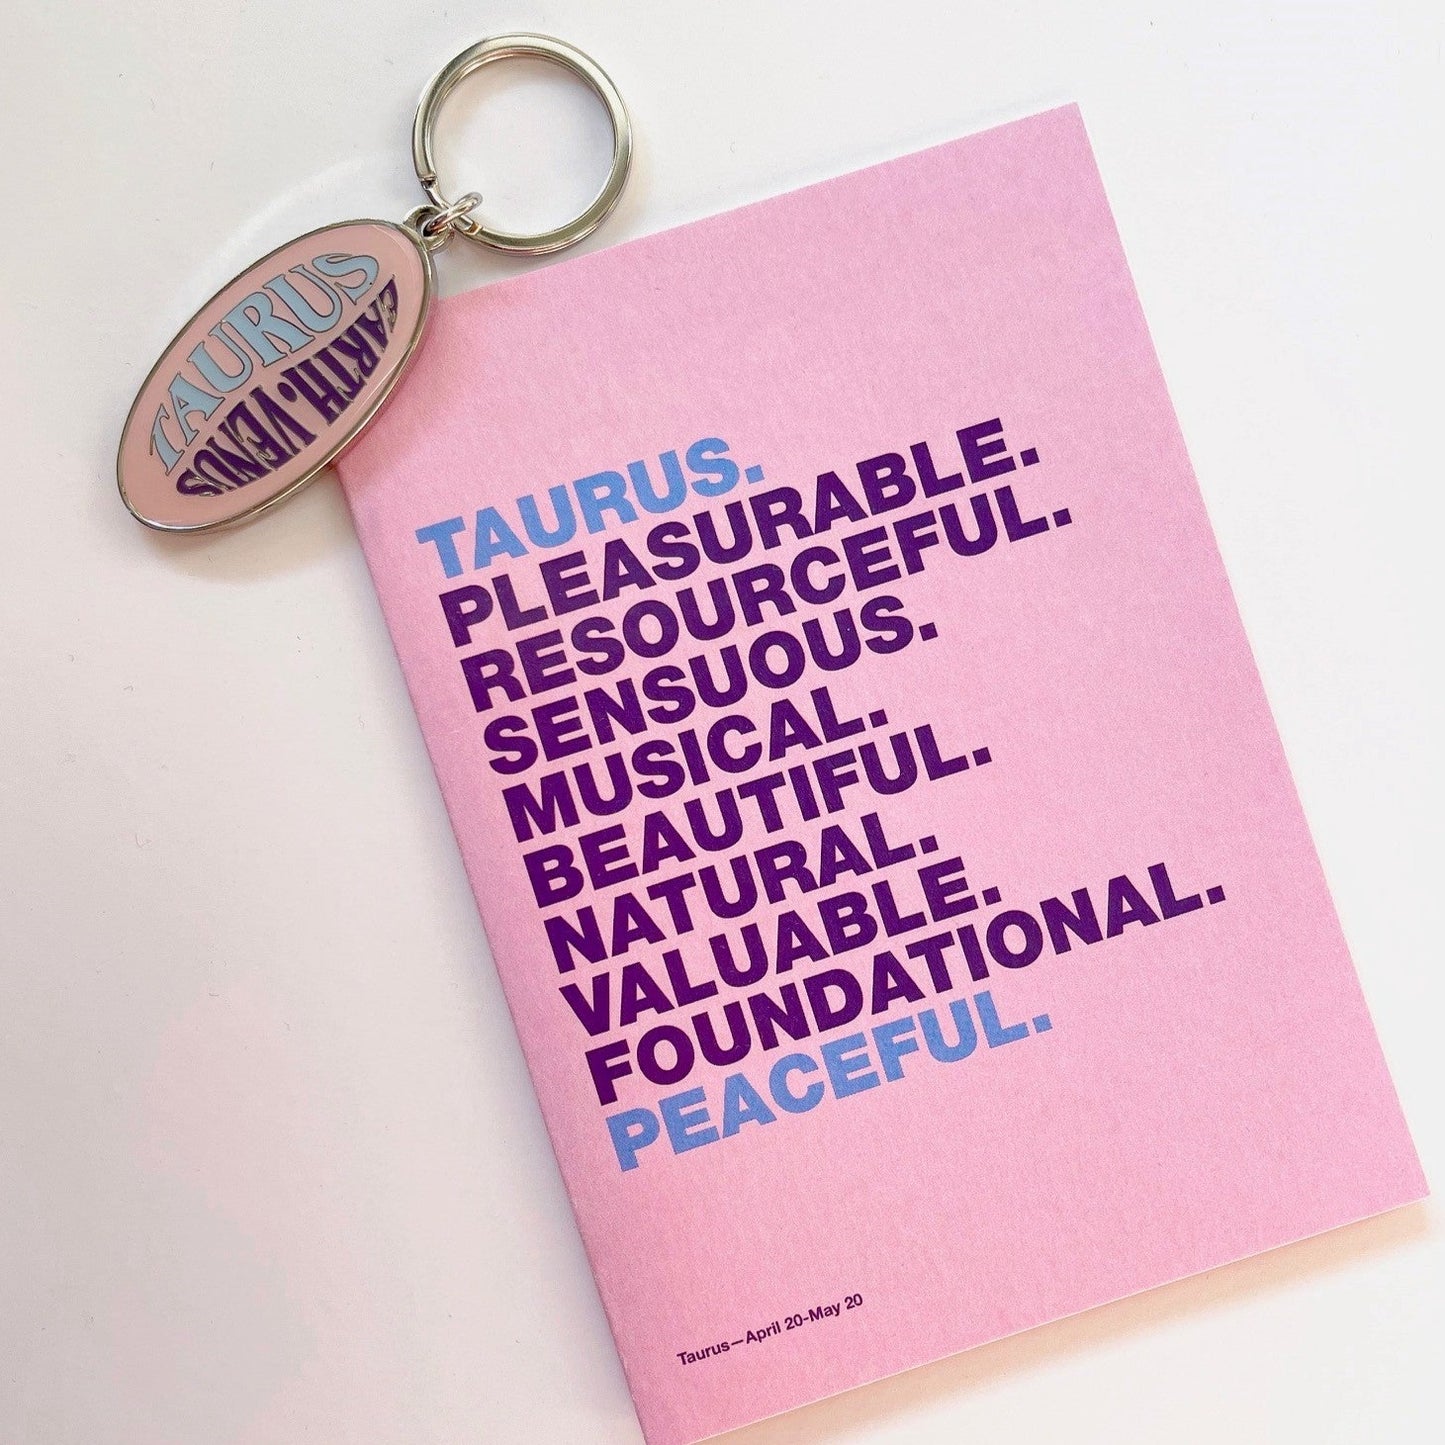 TAURUS
EARTH. VENUS
TAURUS.
PLEASURABLE.
RESOURCEFUL.
SENSUOUS.
MUSICAL.
BEAUTIFUL.
NATURAL.
VALUABLE.
FOUNDATIONAL.
PEACEFUL.
Taurus—April 20-May 20